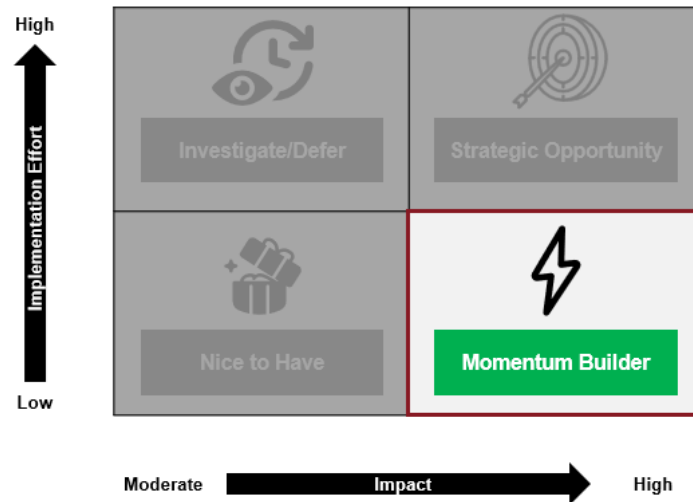 High
Implementation Effort
Low
Investigate/Defer
Strategic Opportunity
Nice to Have
Momentum Builder
Moderate
Impact
High